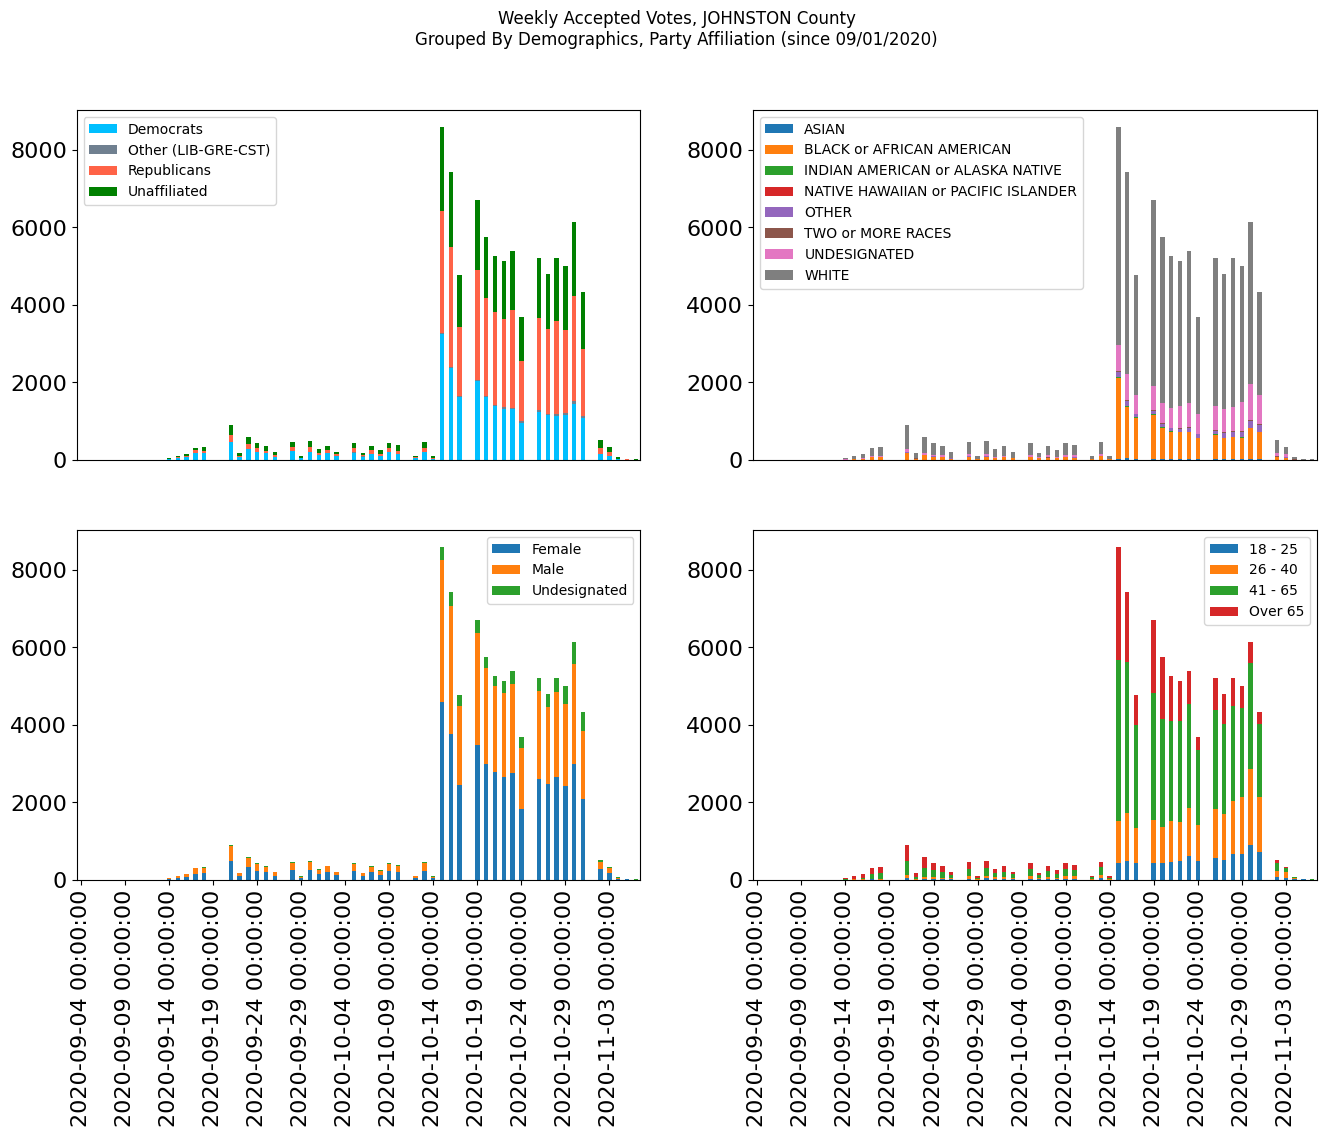 Weekly Accepted Votes, JOHNSTON County
Grouped By Demographics, Party Affiliation (since 09/01/2020)
Democrats
Other (LIB-GRE-CST)
Republicans
Unaffiliated
8000
6000
4000
2000
0
ASIAN
BLACK or AFRICAN AMERICAN
INDIAN AMERICAN or ALASKA NATIVE
NATIVE HAWAIIAN or PACIFIC ISLANDER
OTHER
TWO or MORE RACES
UNDESIGNATED
WHITE
8000
6000
4000
2000
0
Female
Male
Undesignated
8000
6000
4000
2000
0
2020-09-04 00:00:00
2020-09-09 00:00:00
2020-09-14 00:00:00
2020-09-19 00:00:00
2020-09-24 00:00:00
2020-09-29 00:00:00
2020-10-04 00:00:00
2020-10-09 00:00:00
2020-10-14 00:00:00
2020-10-19 00:00:00
2020-10-24 00:00:00
2020-10-29 00:00:00
2020-11-03 00:00:00
18 - 25
26 - 40
41 - 65
Over 65
8000
6000
4000
2000
0
2020-09-04 00:00:00
2020-09-09 00:00:00
2020-09-14 00:00:00
2020-09-19 00:00:00
2020-09-24 00:00:00
2020-09-29 00:00:00
2020-10-04 00:00:00
2020-10-09 00:00:00
2020-10-14 00:00:00
2020-10-19 00:00:00
2020-10-24 00:00:00
2020-10-29 00:00:00
2020-11-03 00:00:00